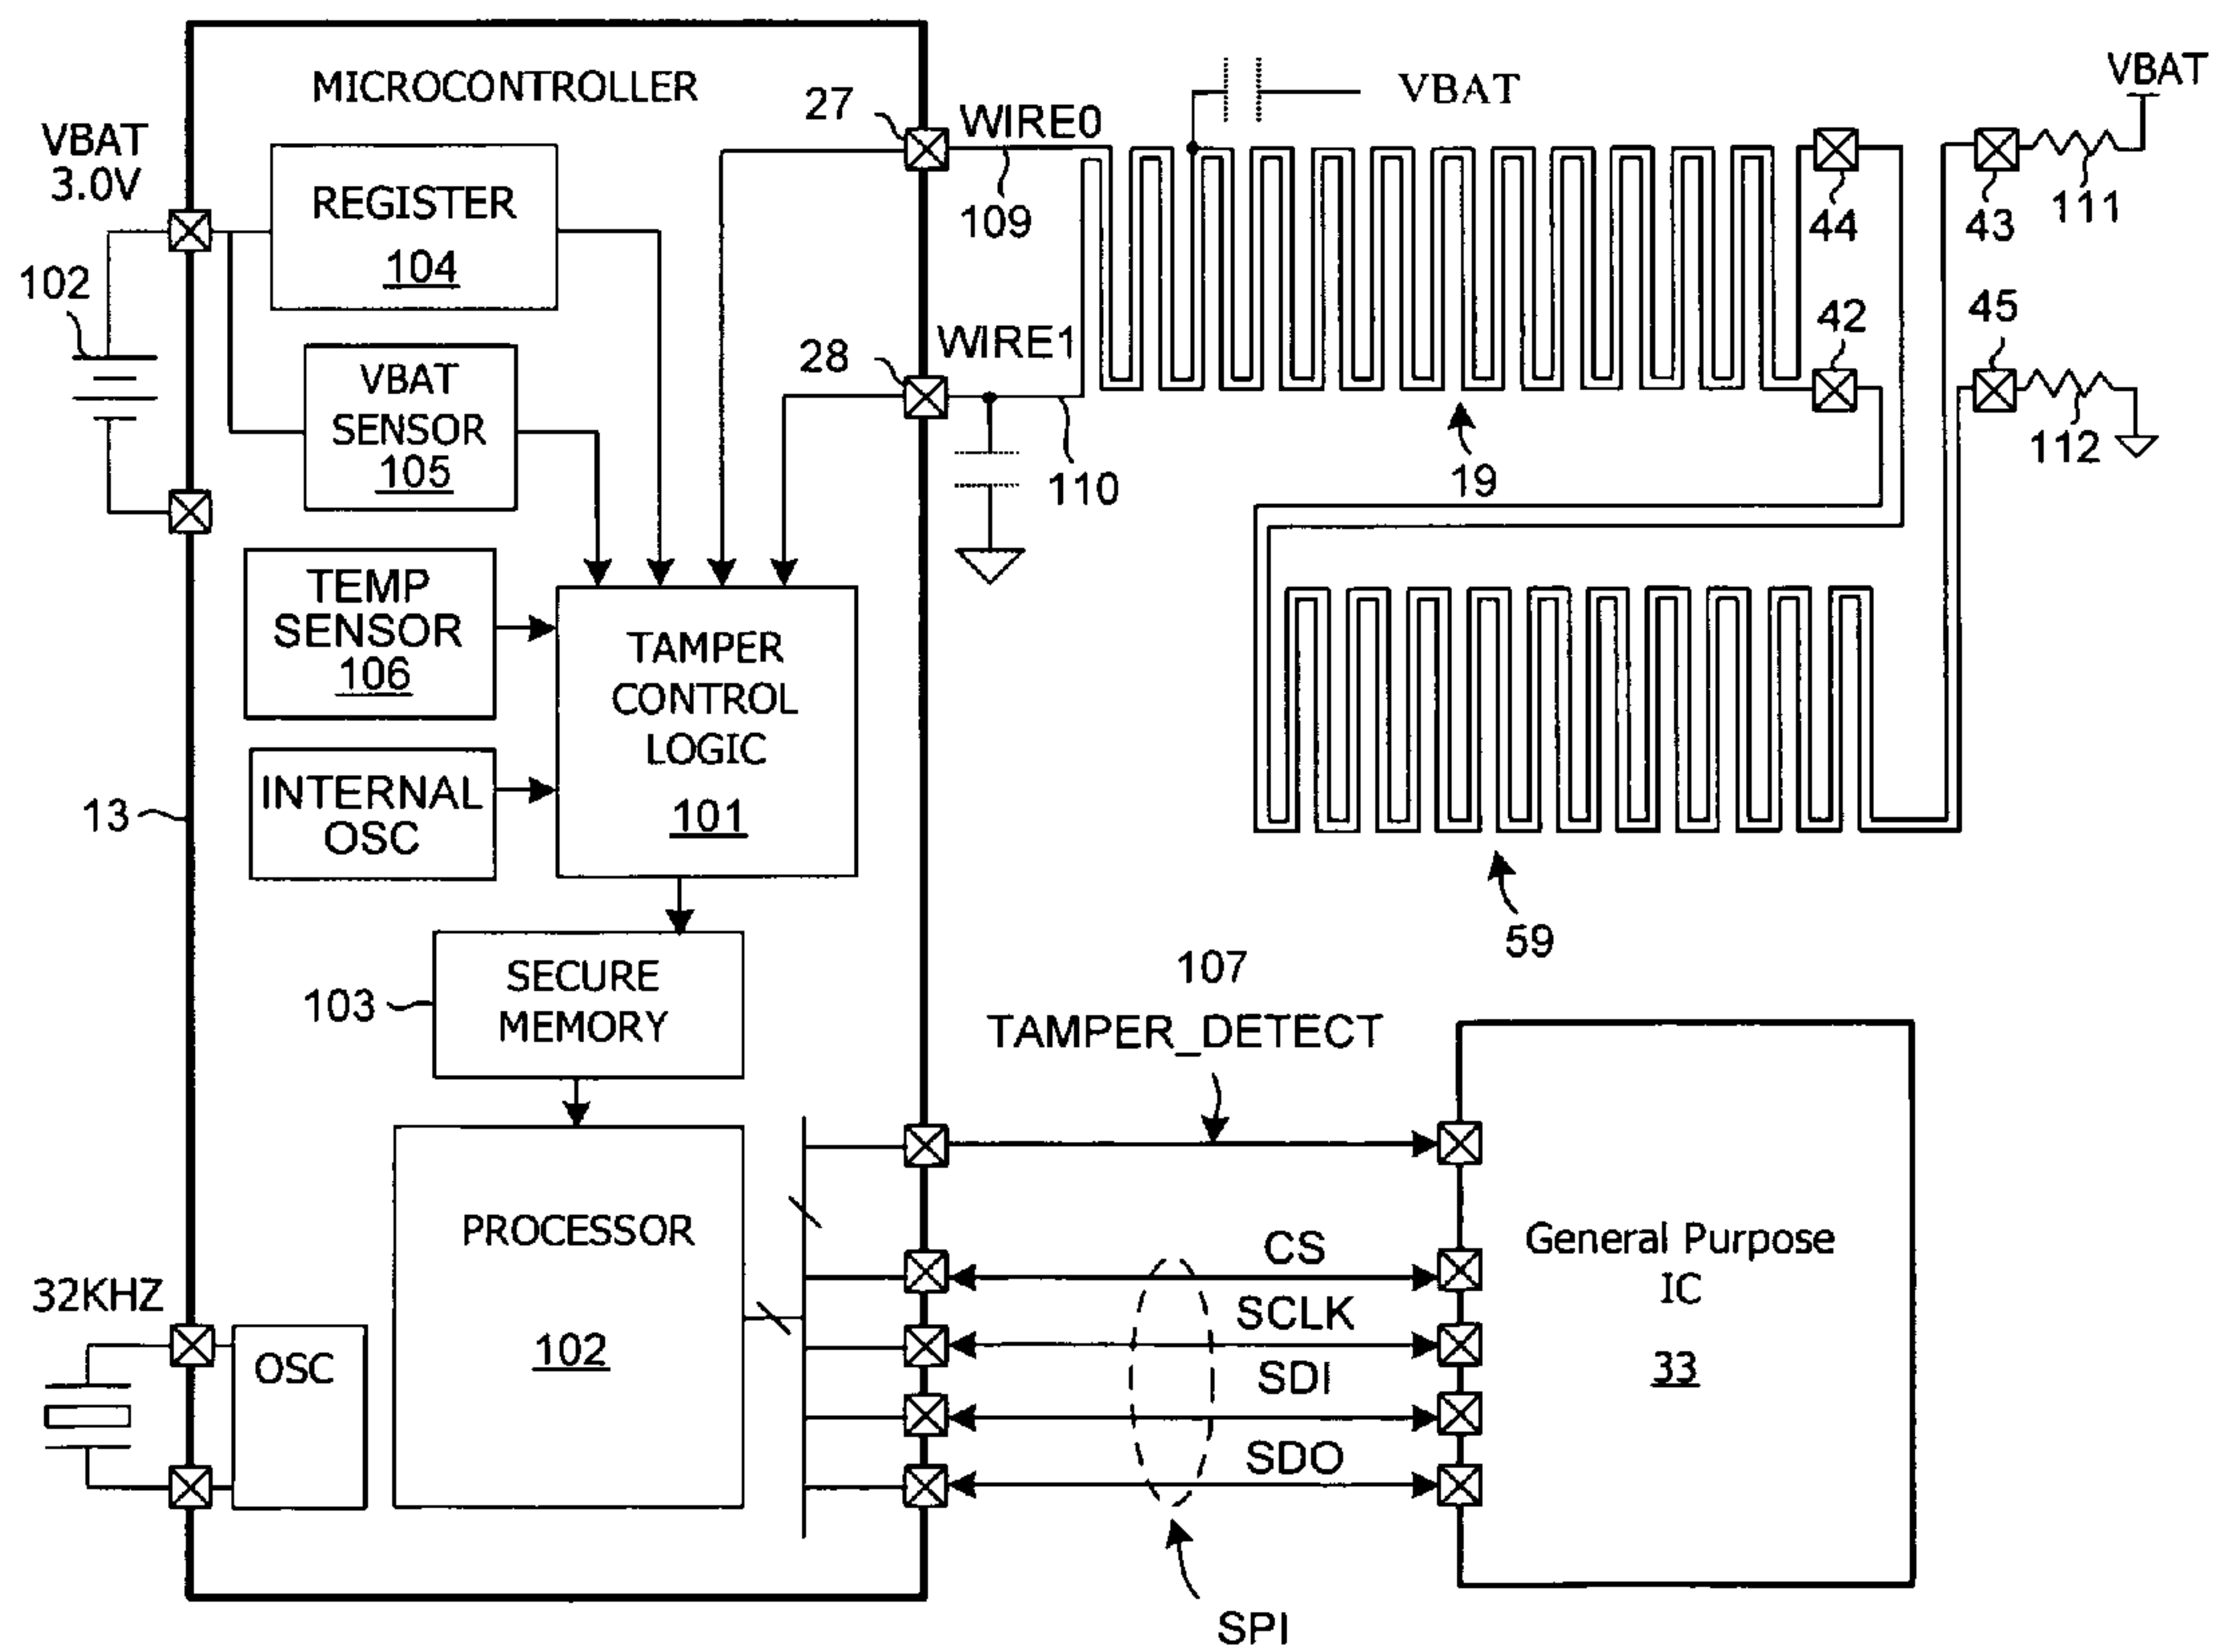 MICROCONTROLLER
VBAT
3.0V
102
REGISTER
104
VBAT
SENSOR
105
TEMP
SENSOR
106
INTERNAL
OSC
13
TAMPER
CONTROL
LOGIC
101
SECURE
MEMORY
103
PROCESSOR
102
32KHZ
OSC
27
WIRE0
109
28
WIRE1
110
VBAT
19
44
42
43
45
VBAT
111
112
59
107
TAMPER_DETECT
CS
SCLK
SDI
SDO
SPI
General Purpose
IC
33